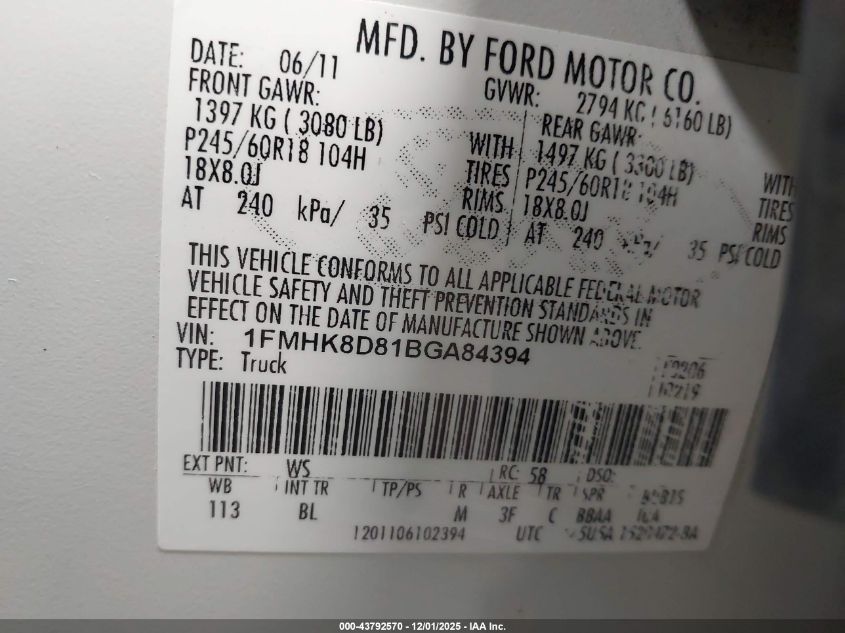 MFD. BY FORD MOTOR CO.
DATE: 06/11 GVWR: 2794 KG ( 6160 LB)
FRONT GAWR: REAR GAWR:
1397 KG ( 3080 LB) WITH 1497 KG ( 3300 LB) WITH
P245/60R18 104H TIRES P245/60R18 104H TIRES
18X8.0J RIMS 18X8.0J RIMS
AT 240 kPa/ 35 PSI COLD AT 240 kPa/ 35 PSI COLD
THIS VEHICLE CONFORMS TO ALL APPLICABLE FEDERAL MOTOR
VEHICLE SAFETY AND THEFT PREVENTION STANDARDS IN
EFFECT ON THE DATE OF MANUFACTURE SHOWN ABOVE.
VIN: 1FMHK8D81BGA84394
TYPE: Truck
EXT PNT: WS RC: 58 DSO:
WB INT TR TP/PS R AXLE TR SPR
113 BL M 3F C BBAA
1201106102394 UTC
000-43792570 - 12/01/2025 - IAA Inc.